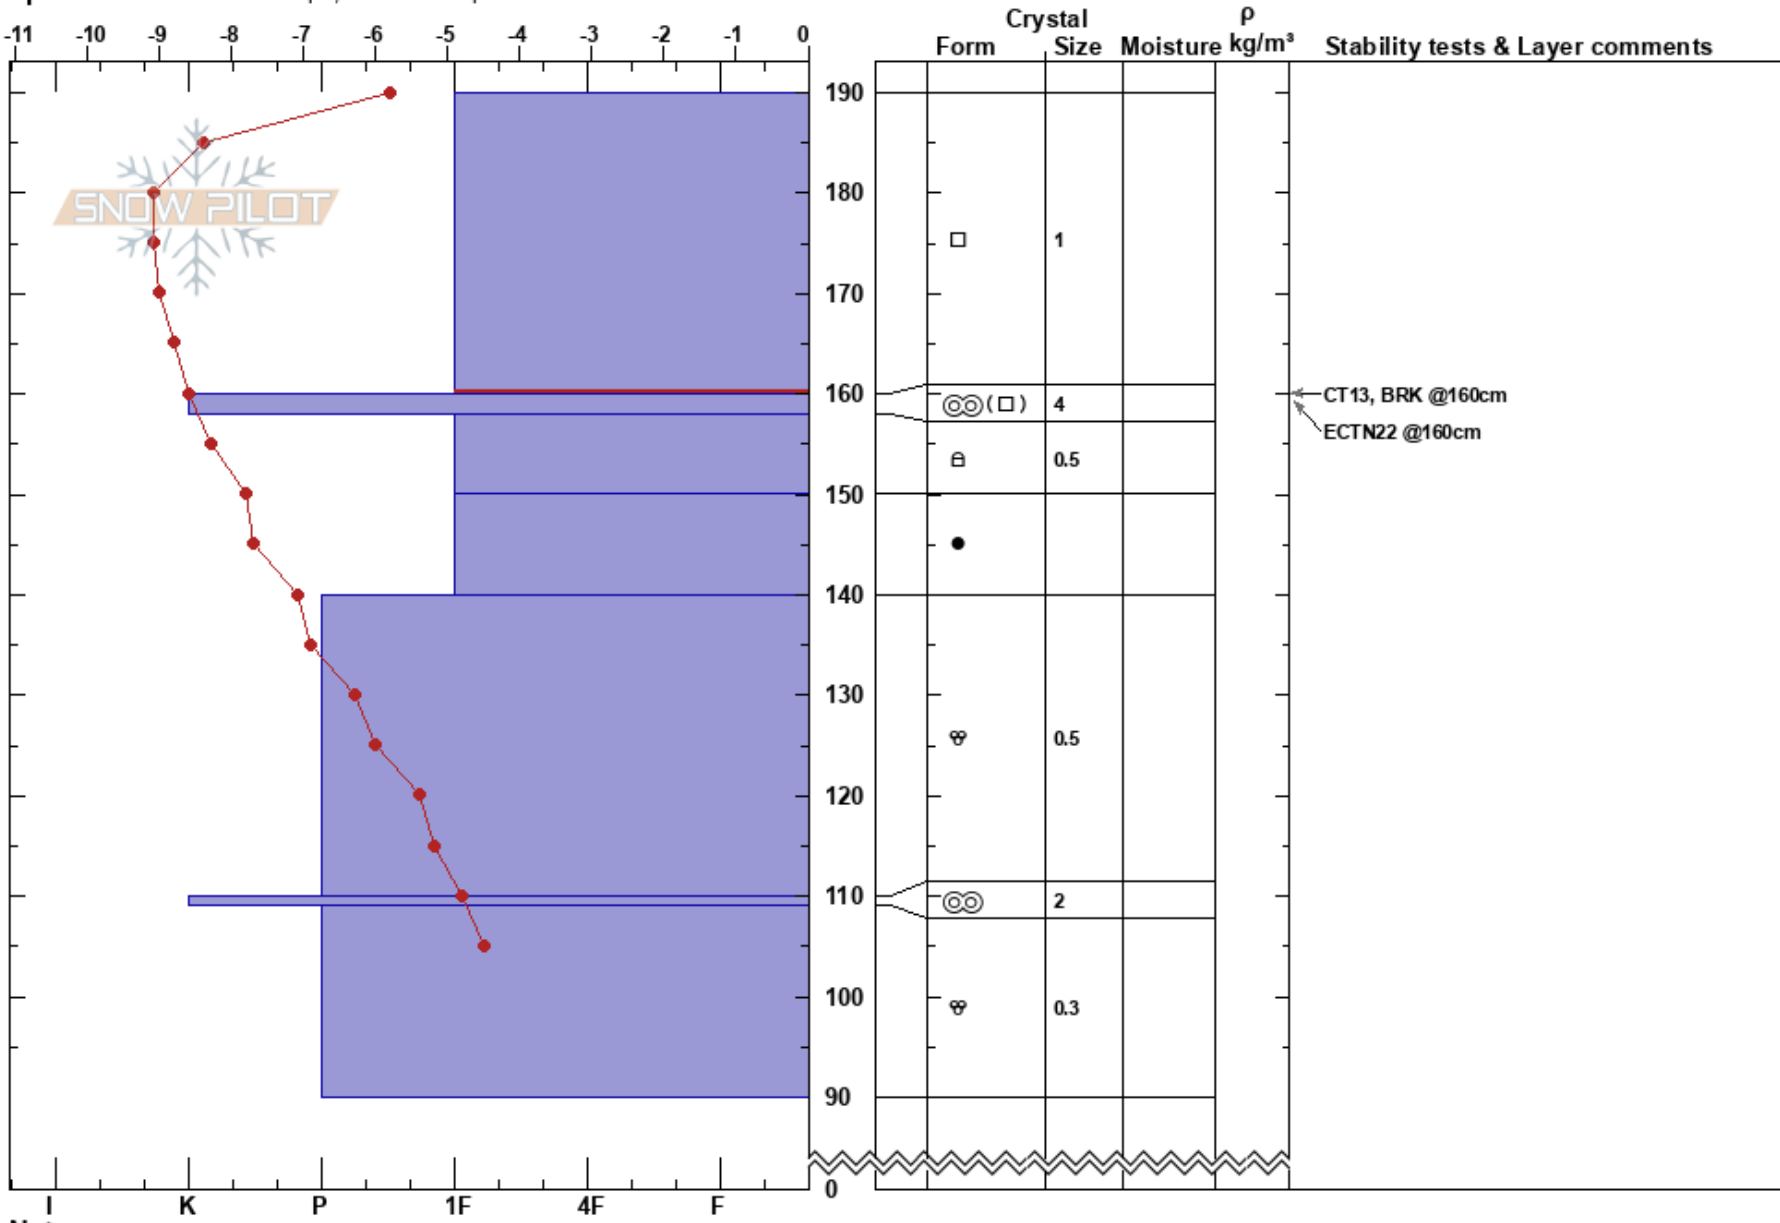 -11 -10 -9 -8 -7 -6 -5 -4 -3 -2 -1 0
Crystal ρ
Form Size Moisture kg/m³ Stability tests & Layer comments
190
SNOW PILOT
180
1
170
160
CT13, BRK @160cm
( ) 4
ECTN22 @160cm
0.5
150
140
130
0.5
120
110
2
100
0.3
90
0
I K P 1F 4F F